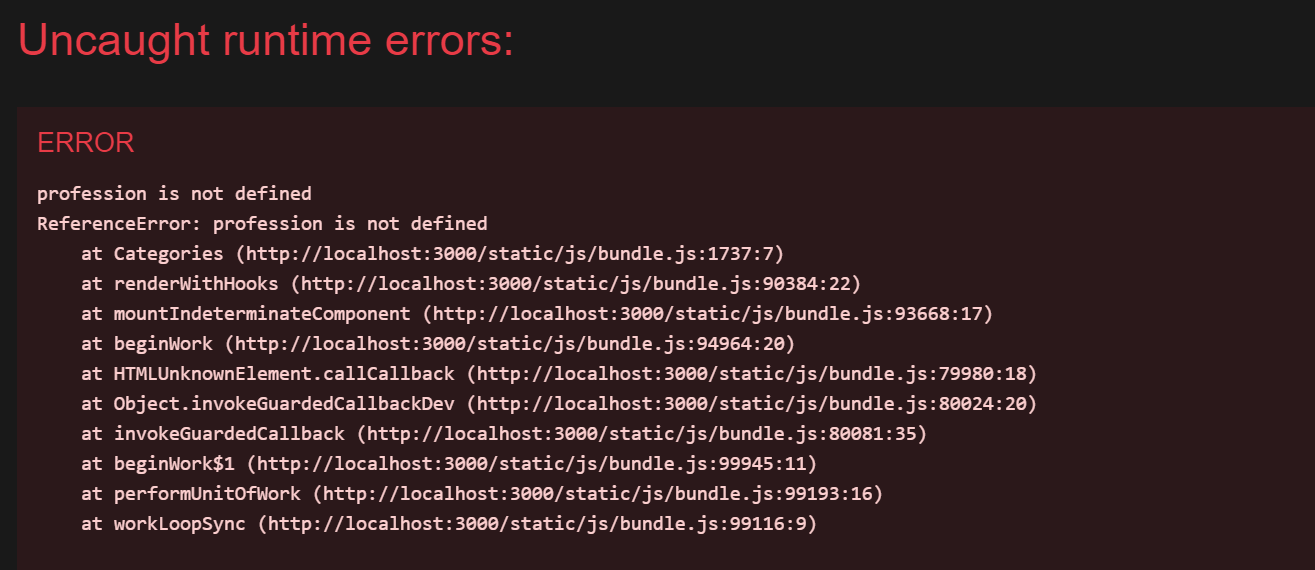 Uncaught runtime errors:
ERROR
profession is not defined
ReferenceError: profession is not defined
at Categories (http://localhost:3000/static/js/bundle.js:1737:7)
at renderWithHooks (http://localhost:3000/static/js/bundle.js:90384:22)
at mountIndeterminateComponent (http://localhost:3000/static/js/bundle.js:93668:17)
at beginWork (http://localhost:3000/static/js/bundle.js:94964:20)
at HTMLUnknownElement.callCallback (http://localhost:3000/static/js/bundle.js:79980:18)
at Object.invokeGuardedCallbackDev (http://localhost:3000/static/js/bundle.js:80024:20)
at invokeGuardedCallback (http://localhost:3000/static/js/bundle.js:80081:35)
at beginWork$1 (http://localhost:3000/static/js/bundle.js:99945:11)
at performUnitOfWork (http://localhost:3000/static/js/bundle.js:99193:16)
at workLoopSync (http://localhost:3000/static/js/bundle.js:99116:9)